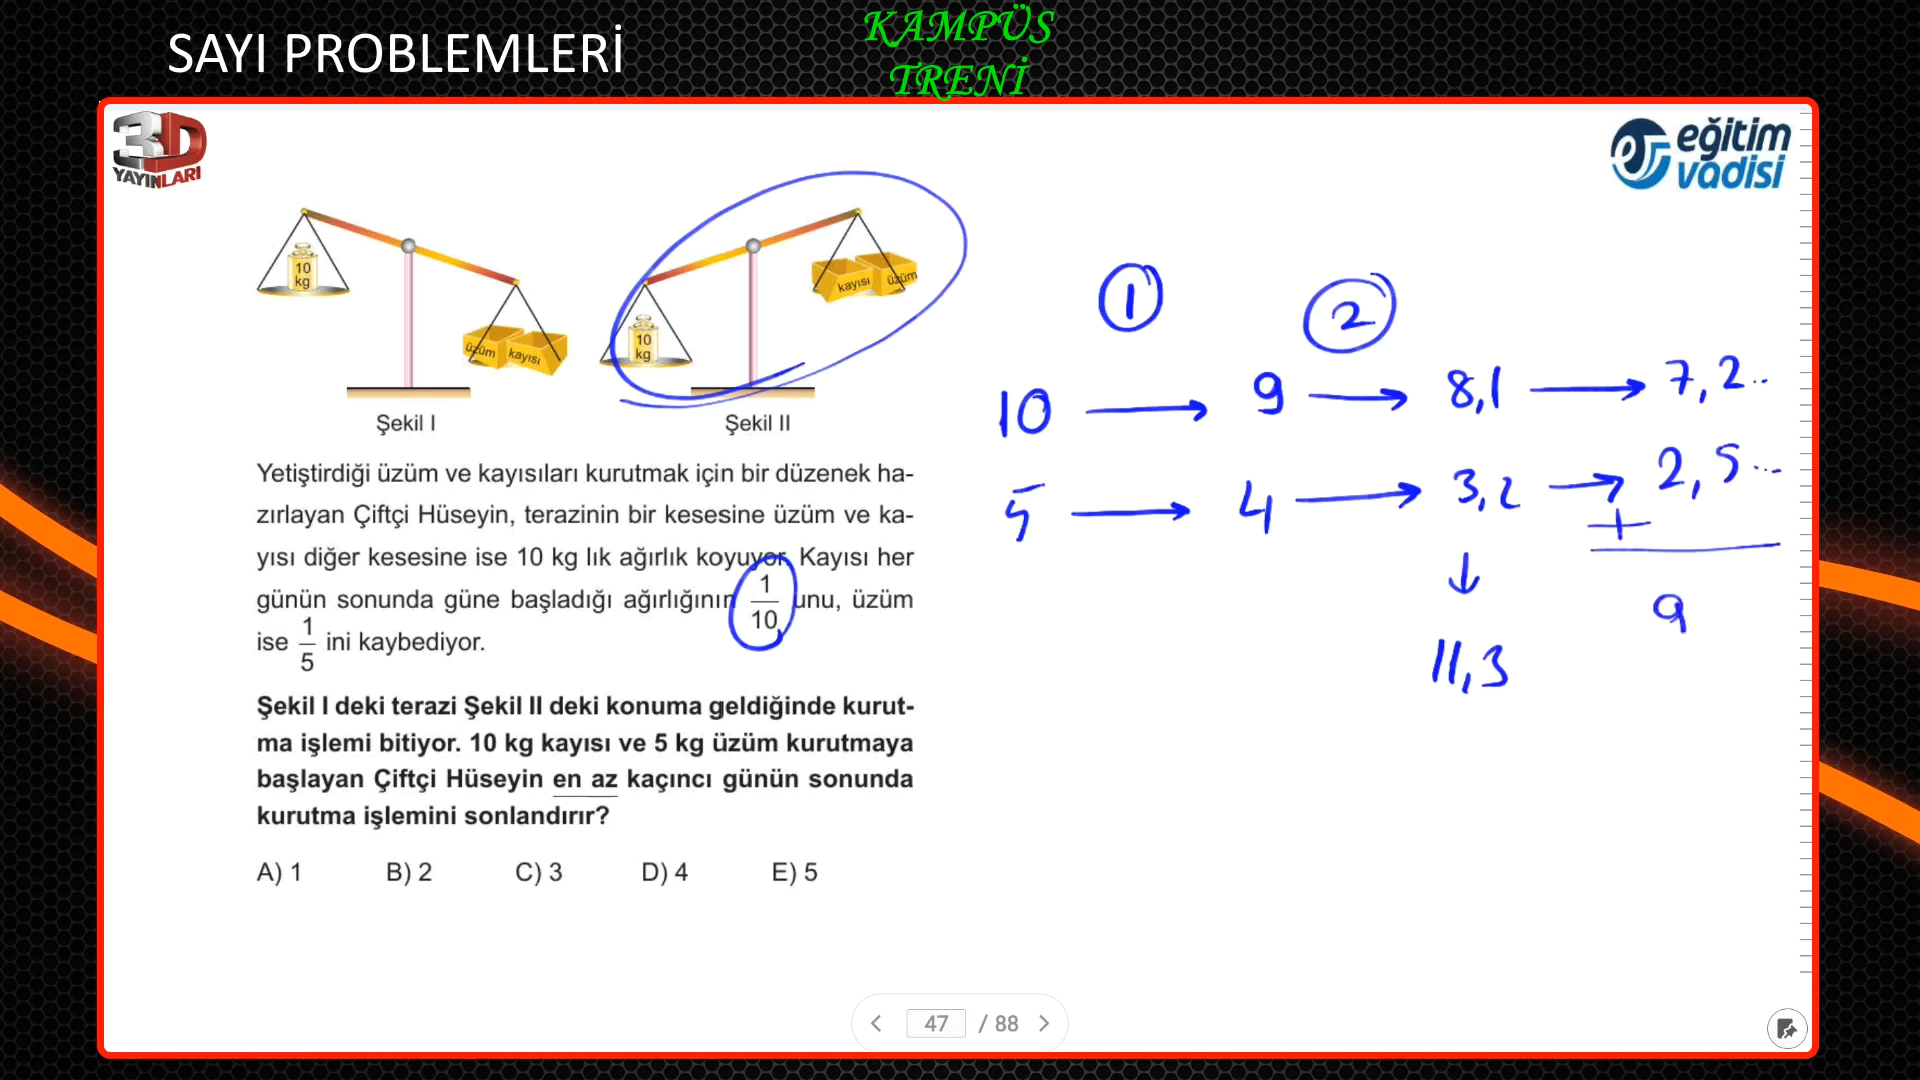 SAYI PROBLEMLERİ
KAMPÜS
TRENİ
3D
YAYINLARI
eğitim
vadisi
10
kg
üzüm
kayısı
Şekil I
10
kg
kayısı
üzüm
Şekil II
Yetiştirdiği üzüm ve kayısıları kurutmak için bir düzenek ha-
zırlayan Çiftçi Hüseyin, terazinin bir kesesine üzüm ve ka-
yısı diğer kesesine ise 10 kg lık ağırlık koyuyor. Kayısı her
günün sonunda güne başladığı ağırlığının 1/10 unu, üzüm
ise 1/5 ini kaybediyor.
Şekil I deki terazi Şekil II deki konuma geldiğinde kurut-
ma işlemi bitiyor. 10 kg kayısı ve 5 kg üzüm kurutmaya
başlayan Çiftçi Hüseyin en az kaçıncı günün sonunda
kurutma işlemini sonlandırır?
A) 1 B) 2 C) 3 D) 4 E) 5
1 2
10 → 9 → 8,1 → 7,2..
5 → 4 → 3,2 → 2,5...
+
↓
11,3
9
47 / 88